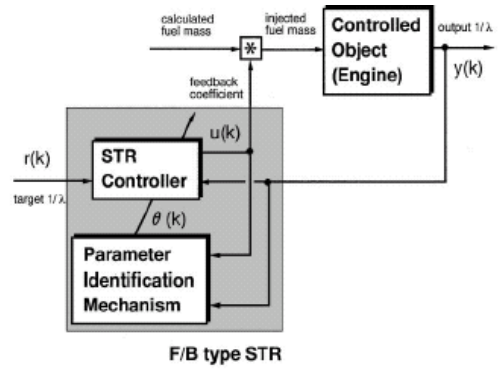 calculated
fuel mass
injected
fuel mass
Controlled
Object
(Engine)
output 1/λ
y(k)
*
feedback
coefficient
u(k)
r(k)
target 1/λ
STR
Controller
θ (k)
Parameter
Identification
Mechanism
F/B type STR